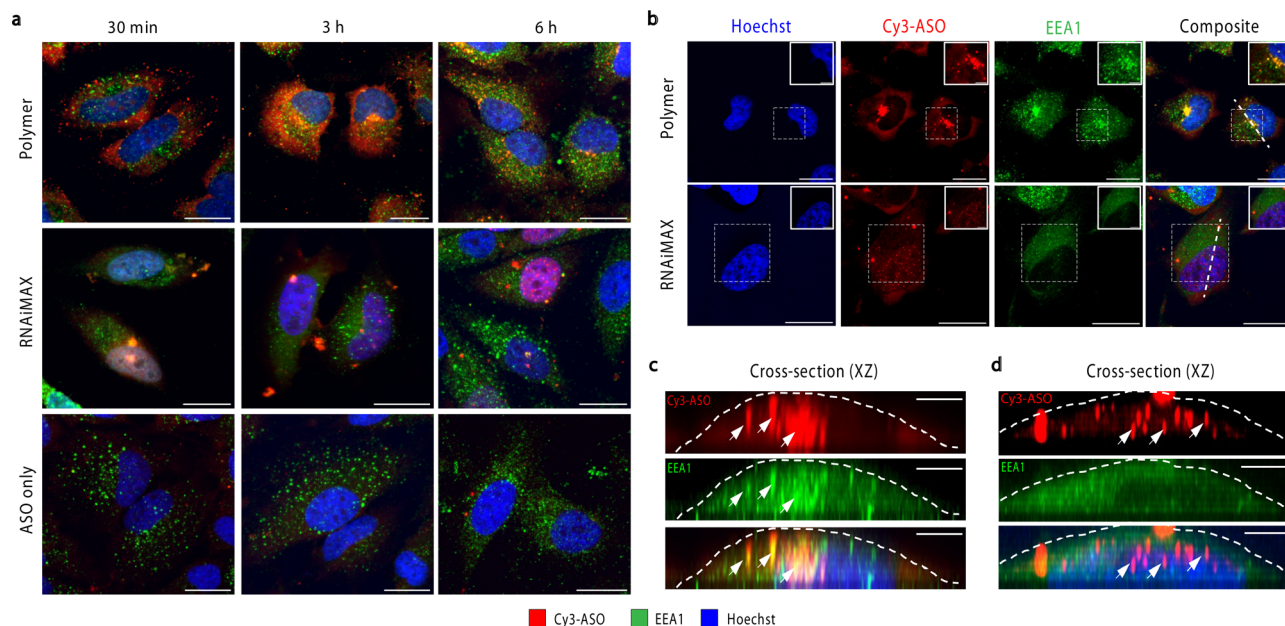 a
30 min 3 h 6 h
Polymer
RNAiMAX
ASO only
b
Hoechst Cy3-ASO EEA1 Composite
Polymer
RNAiMAX
c
Cross-section (XZ)
Cy3-ASO
EEA1
d
Cross-section (XZ)
Cy3-ASO
EEA1
Cy3-ASO EEA1 Hoechst